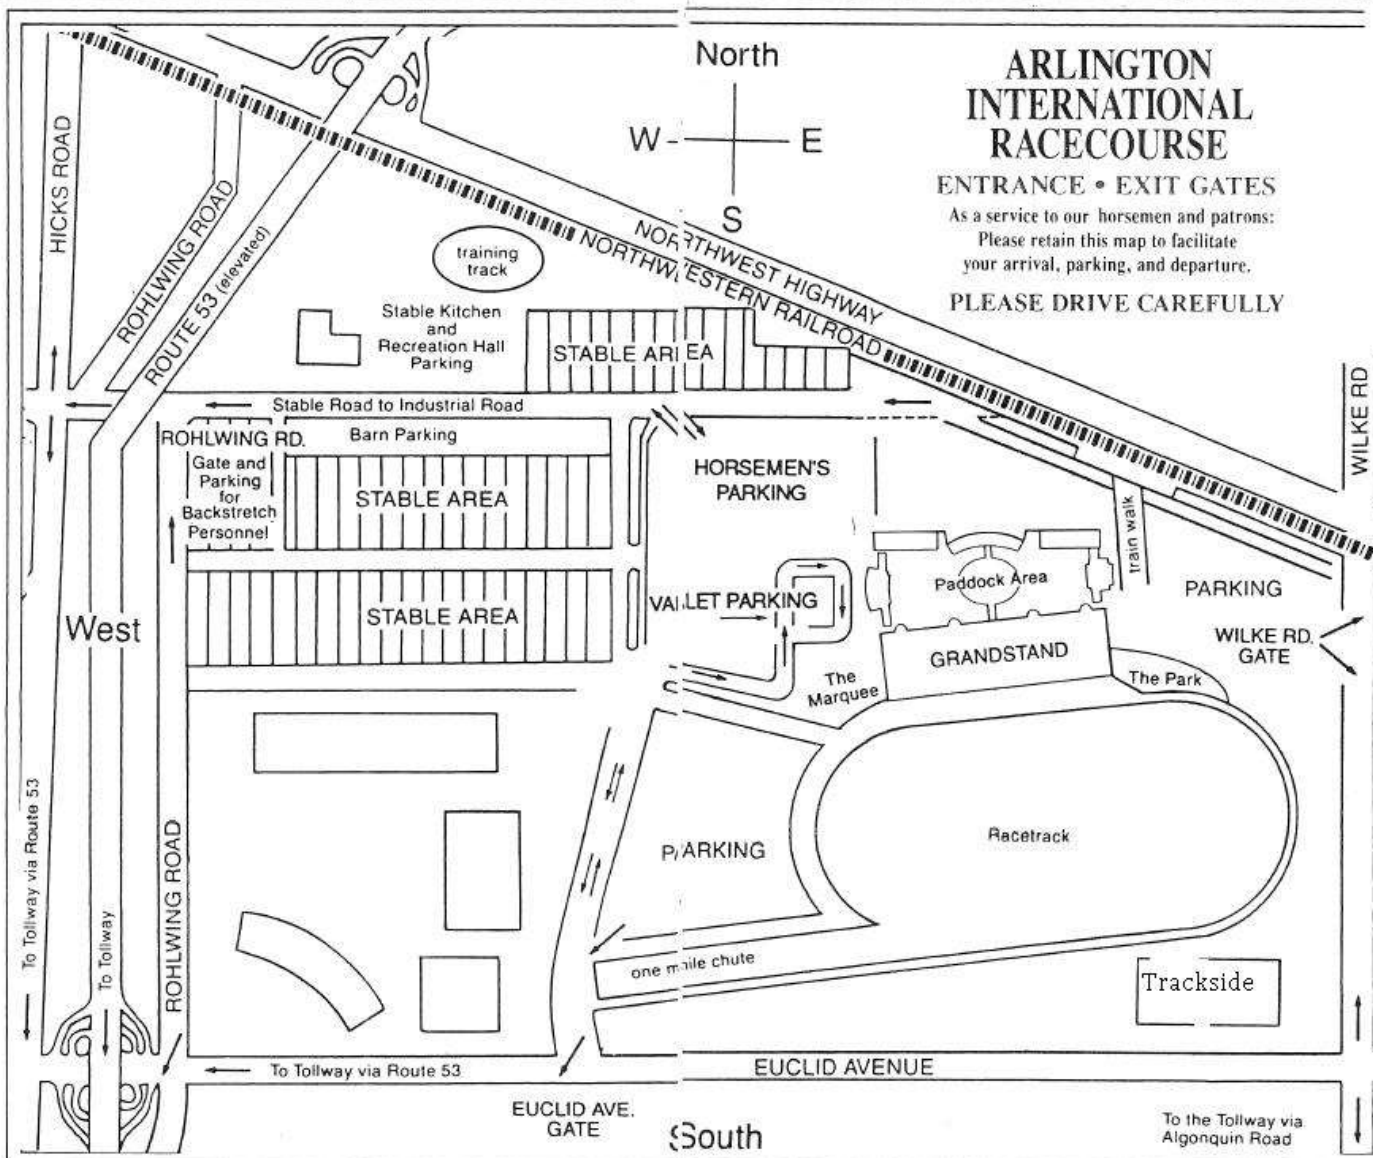 North
W
E
S
ARLINGTON
INTERNATIONAL
RACECOURSE
ENTRANCE • EXIT GATES
As a service to our horsemen and patrons:
Please retain this map to facilitate
your arrival, parking, and departure.
PLEASE DRIVE CAREFULLY
HICKS ROAD
ROHLWING ROAD
ROUTE 53 (elevated)
NORTHWEST HIGHWAY
NORTHWESTERN RAILROAD
training
track
Stable Kitchen
and
Recreation Hall
Parking
STABLE AREA
WILKE RD
Stable Road to Industrial Road
ROHLWING RD.
Gate and
Parking
for
Backstretch
Personnel
Barn Parking
STABLE AREA
HORSEMEN'S
PARKING
train walk
Paddock Area
PARKING
STABLE AREA
VALET PARKING
West
WILKE RD.
GATE
GRANDSTAND
The
Marquee
The Park
To Tollway via Route 53
To Tollway
ROHLWING ROAD
PARKING
Racetrack
one mile chute
Trackside
To Tollway via Route 53
EUCLID AVENUE
EUCLID AVE.
GATE
South
To the Tollway via
Algonquin Road